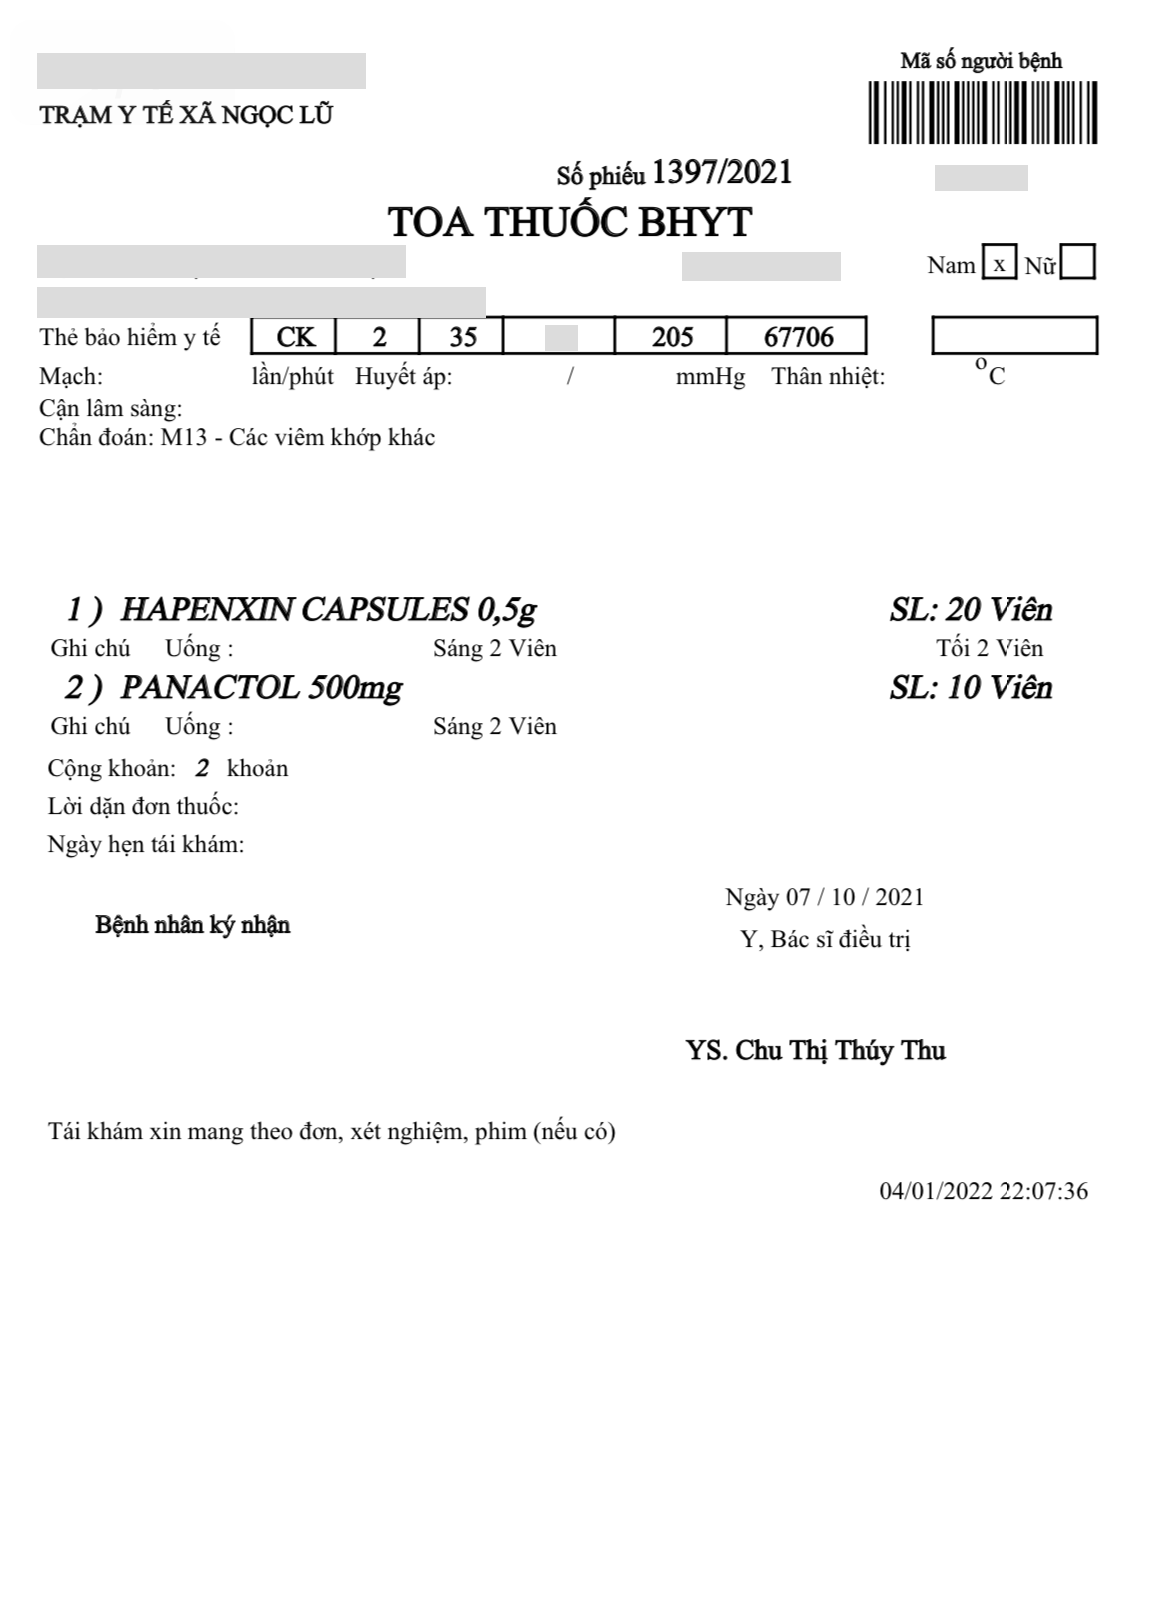 Mã số người bệnh
TRẠM Y TẾ XÃ NGỌC LŨ
Số phiếu 1397/2021
TOA THUỐC BHYT
Nam x Nữ
Thẻ bảo hiểm y tế CK 2 35 205 67706
Mạch: lần/phút Huyết áp: / mmHg Thân nhiệt: °C
Cận lâm sàng:
Chẩn đoán: M13 - Các viêm khớp khác
1 ) HAPENXIN CAPSULES 0,5g SL: 20 Viên
Ghi chú Uống : Sáng 2 Viên Tối 2 Viên
2 ) PANACTOL 500mg SL: 10 Viên
Ghi chú Uống : Sáng 2 Viên
Cộng khoản: 2 khoản
Lời dặn đơn thuốc:
Ngày hẹn tái khám:
Ngày 07 / 10 / 2021
Bệnh nhân ký nhận
Y, Bác sĩ điều trị
YS. Chu Thị Thúy Thu
Tái khám xin mang theo đơn, xét nghiệm, phim (nếu có)
04/01/2022 22:07:36